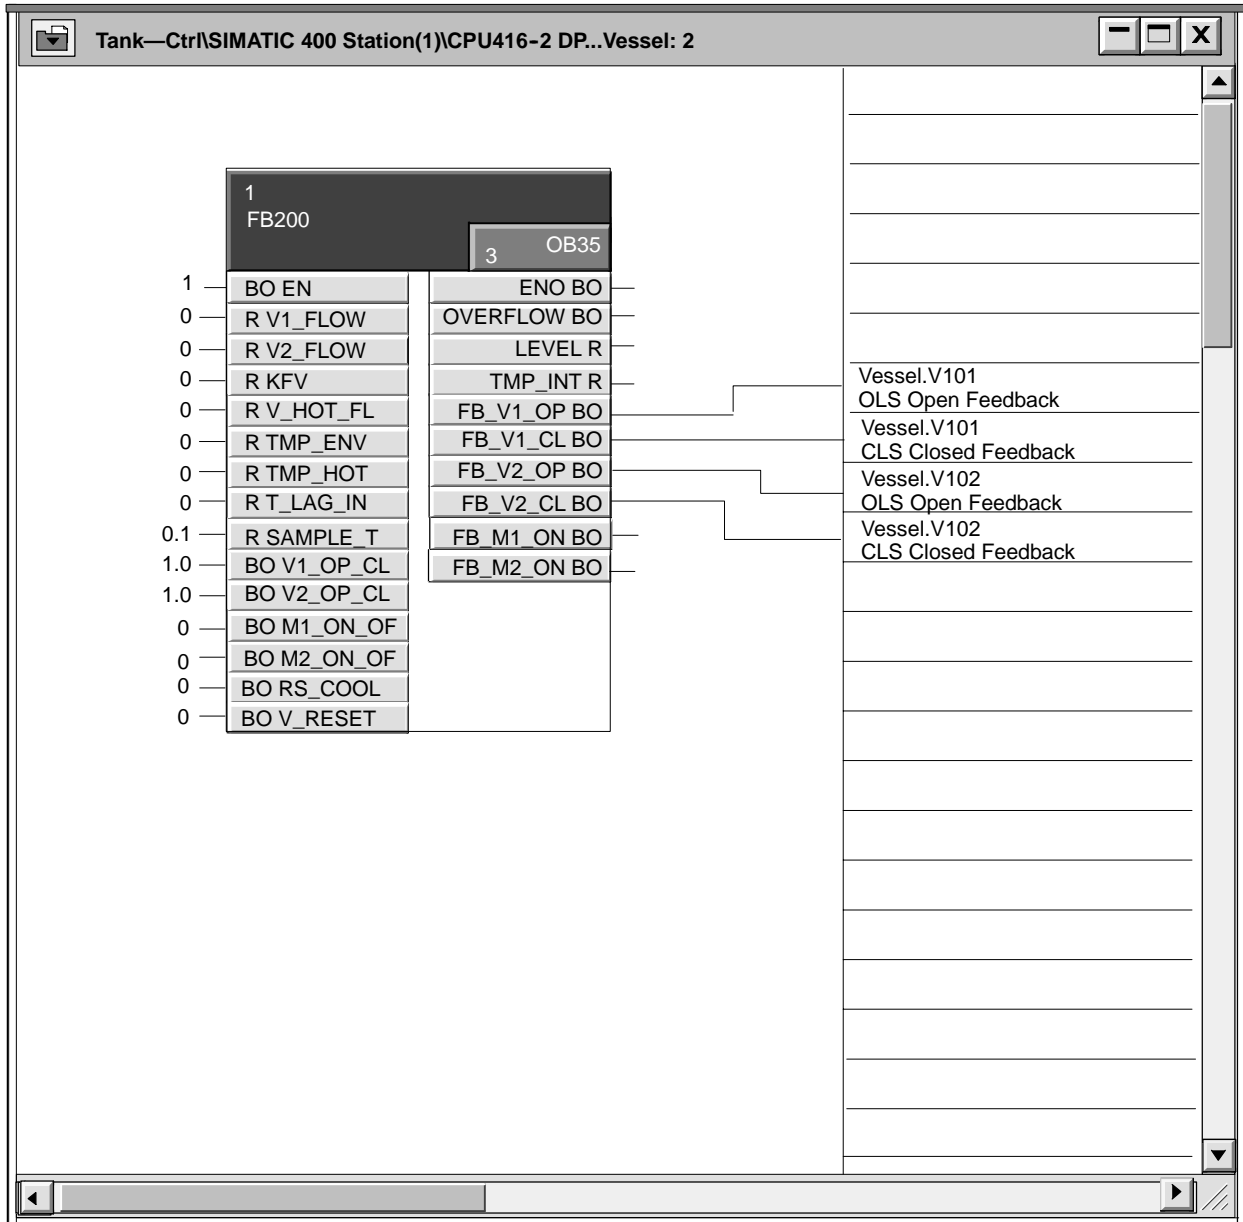 Tank—Ctrl\SIMATIC 400 Station(1)\CPU416-2 DP...Vessel: 2
X
1
FB200
3 OB35
1 BO EN
0 R V1_FLOW
0 R V2_FLOW
0 R KFV
0 R V_HOT_FL
0 R TMP_ENV
0 R TMP_HOT
0 R T_LAG_IN
0.1 R SAMPLE_T
1.0 BO V1_OP_CL
1.0 BO V2_OP_CL
0 BO M1_ON_OF
0 BO M2_ON_OF
0 BO RS_COOL
0 BO V_RESET
ENO BO
OVERFLOW BO
LEVEL R
TMP_INT R
FB_V1_OP BO
FB_V1_CL BO
FB_V2_OP BO
FB_V2_CL BO
FB_M1_ON BO
FB_M2_ON BO
Vessel.V101
OLS Open Feedback
Vessel.V101
CLS Closed Feedback
Vessel.V102
OLS Open Feedback
Vessel.V102
CLS Closed Feedback